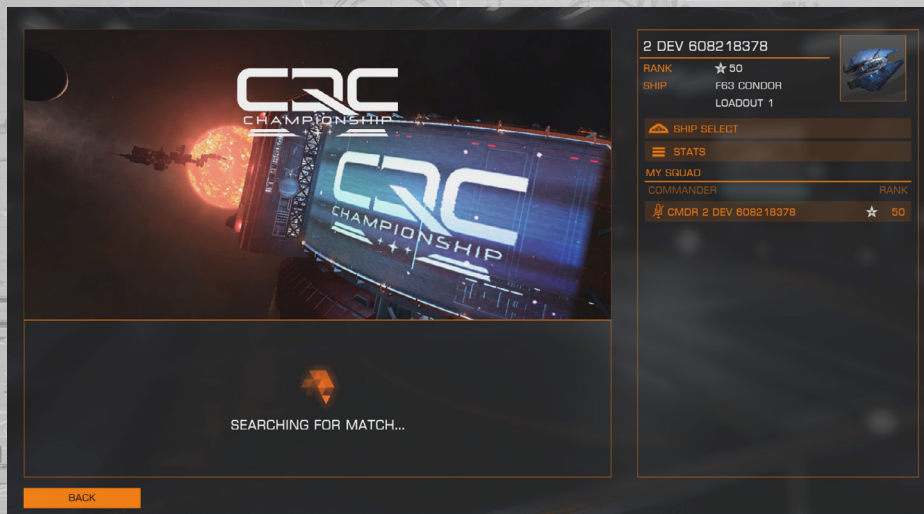 CQC
CHAMPIONSHIP
CQC
CHAMPIONSHIP
SEARCHING FOR MATCH...
BACK
2 DEV 608218378
RANK 50
SHIP F63 CONDOR
LOADOUT 1
SHIP SELECT
STATS
MY SQUAD
COMMANDER RANK
CMDR 2 DEV 608218378 50